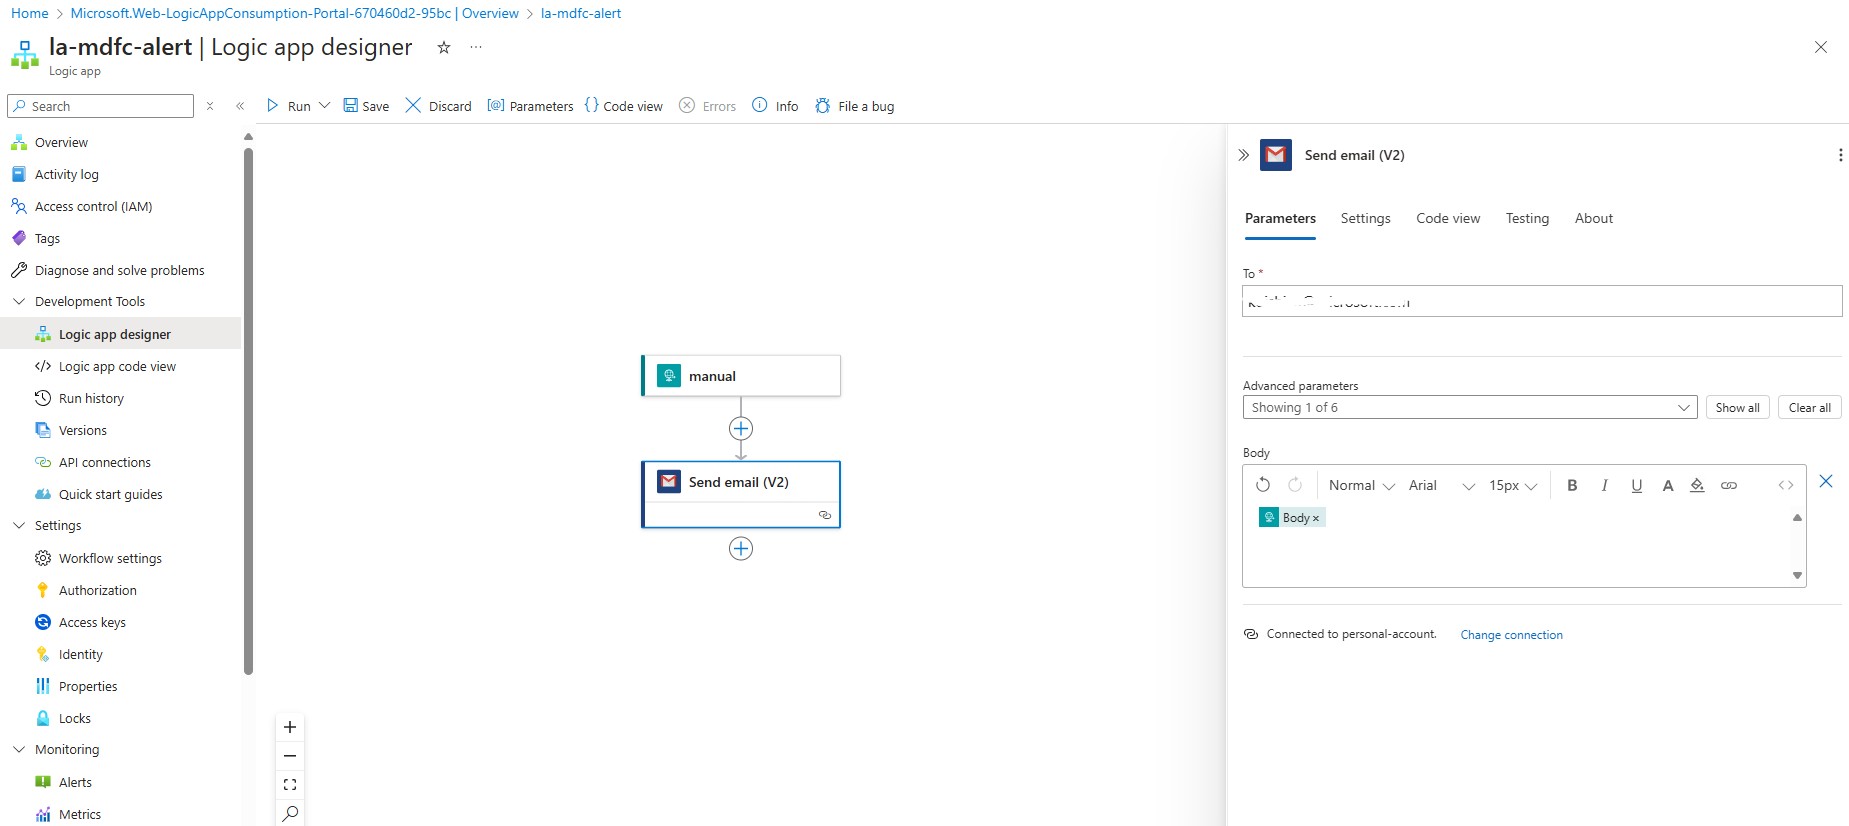 Home > Microsoft.Web-LogicAppConsumption-Portal-670460d2-95bc | Overview > la-mdfc-alert
la-mdfc-alert | Logic app designer
Logic app
Search
Run
Save
Discard
Parameters
Code view
Errors
Info
File a bug
Overview
Activity log
Access control (IAM)
Tags
Diagnose and solve problems
Development Tools
Logic app designer
Logic app code view
Run history
Versions
API connections
Quick start guides
Settings
Workflow settings
Authorization
Access keys
Identity
Properties
Locks
Monitoring
Alerts
Metrics
manual
Send email (V2)
Send email (V2)
Parameters Settings Code view Testing About
To *
Advanced parameters
Showing 1 of 6
Show all
Clear all
Body
Normal Arial 15px B I U A
Body ×
Connected to personal-account. Change connection